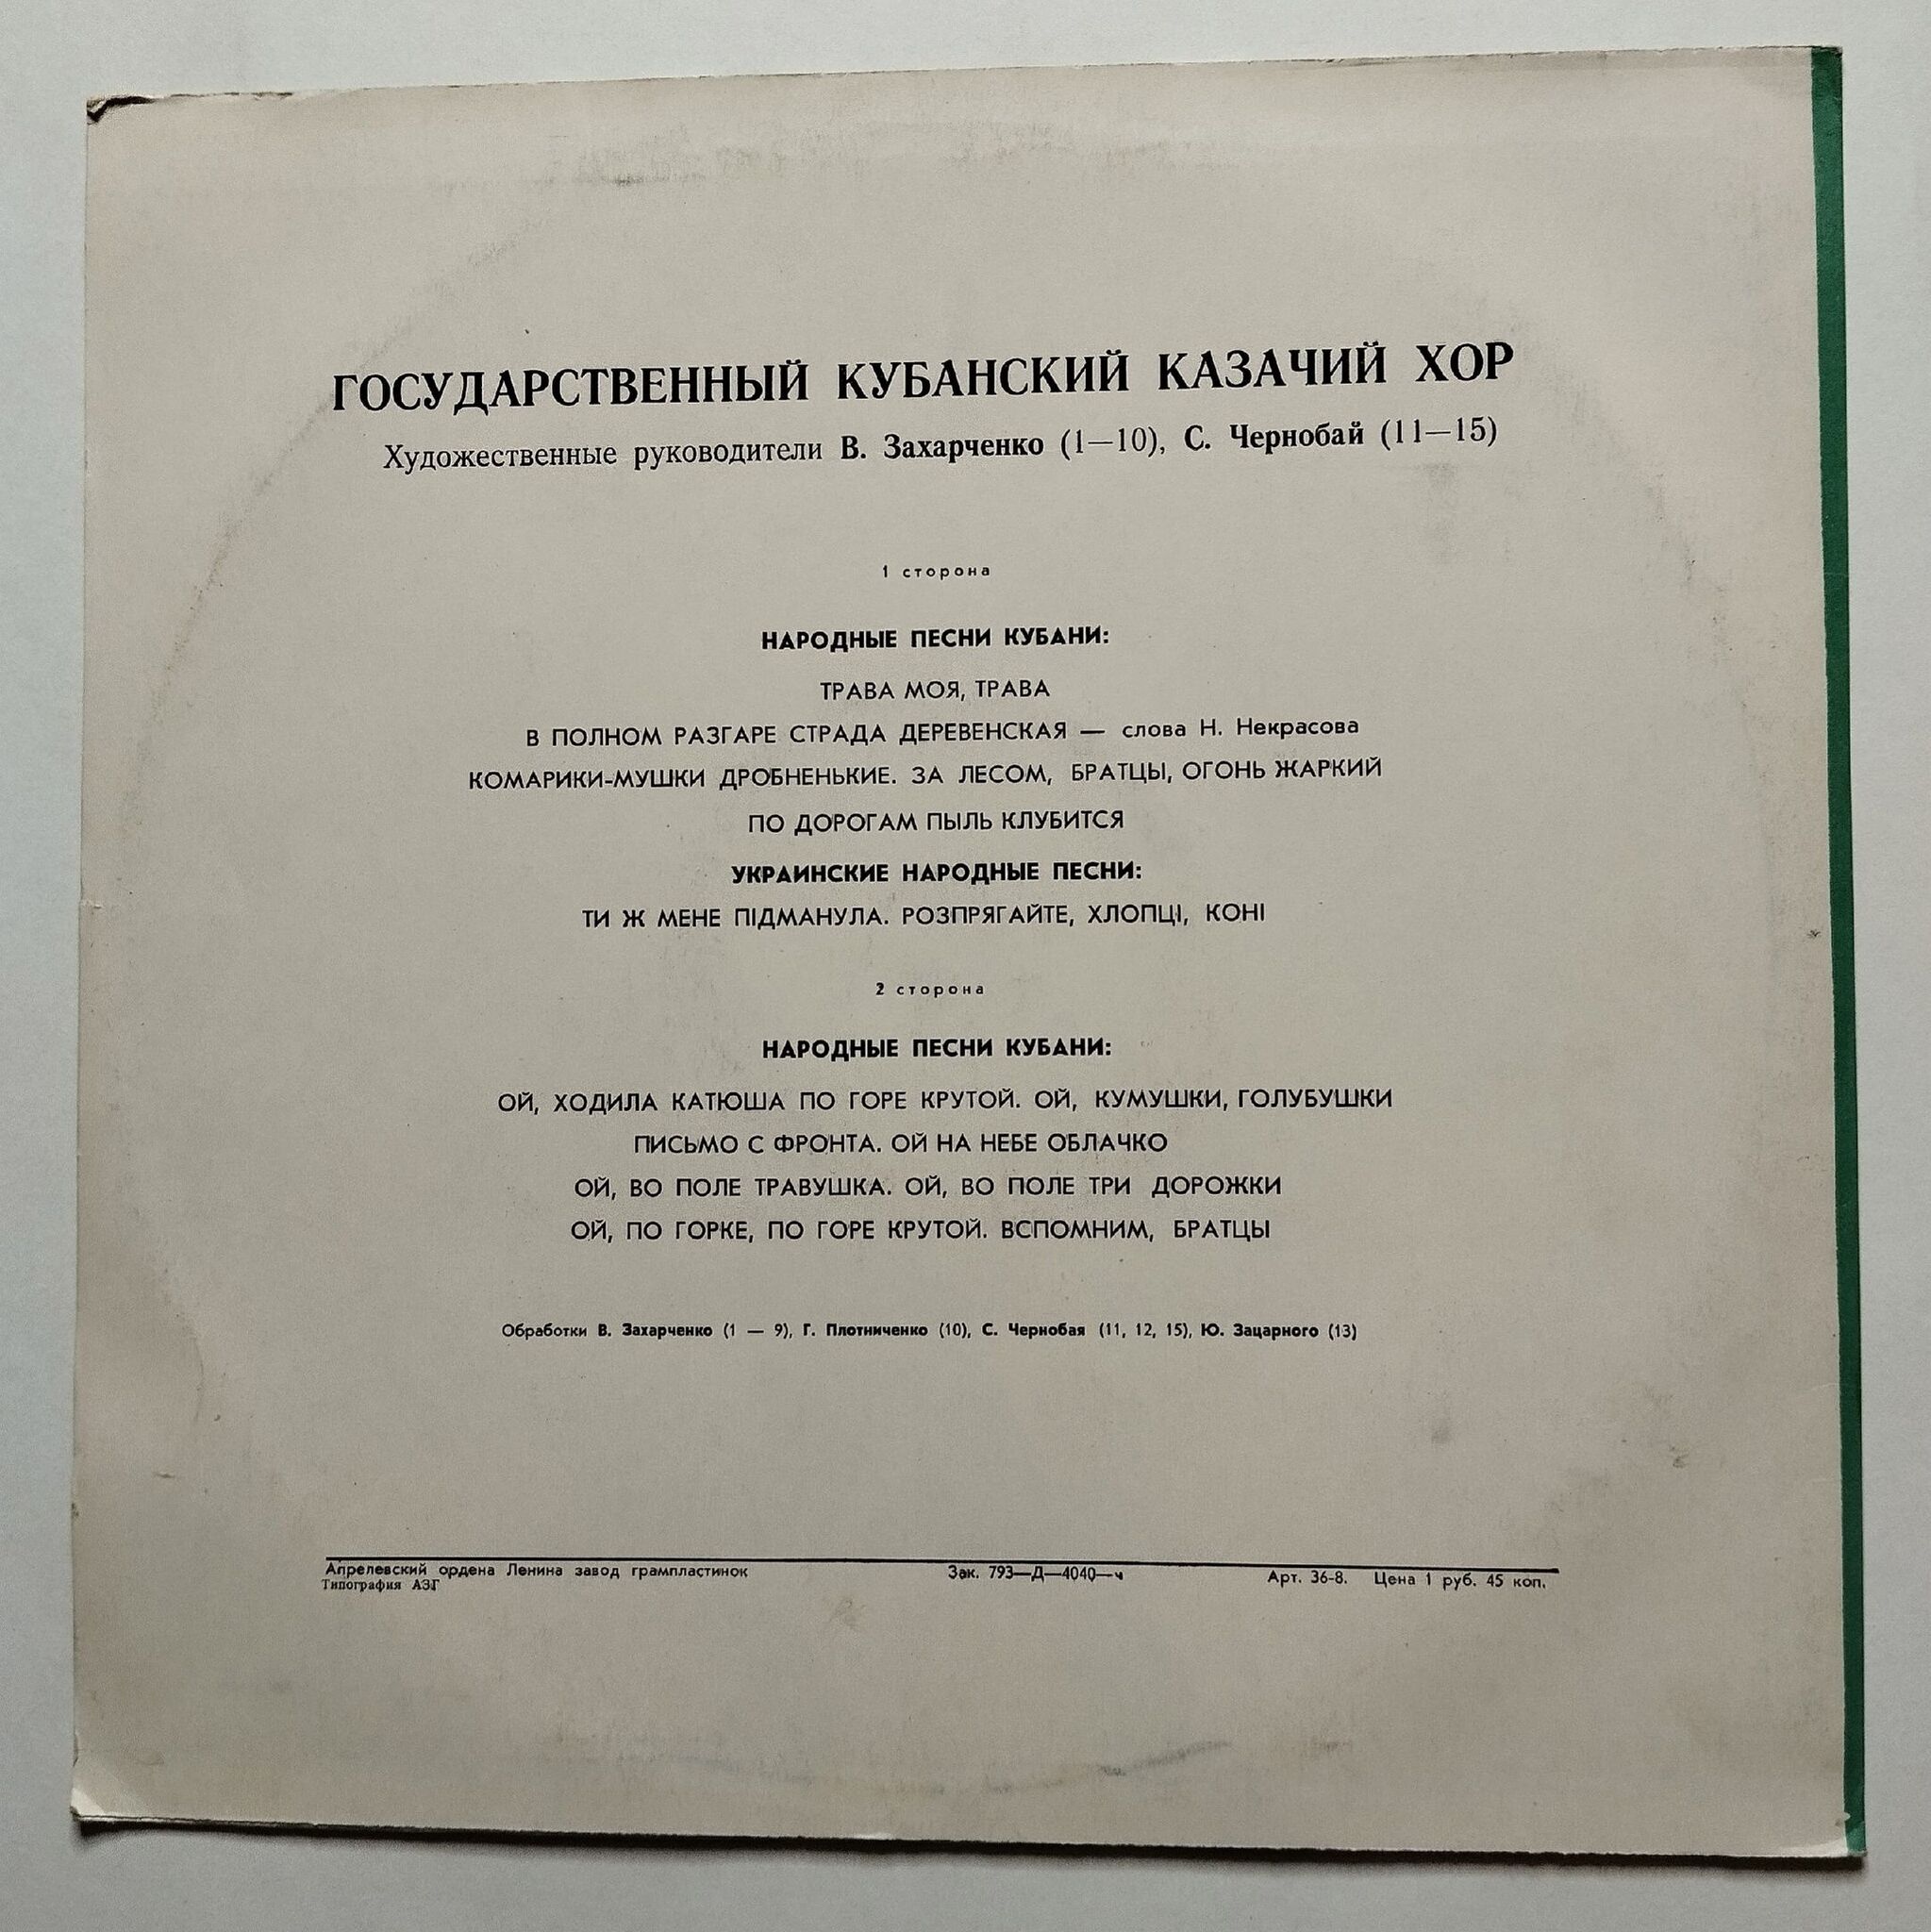 ГОСУДАРСТВЕННЫЙ КУБАНСКИЙ КАЗАЧИЙ ХОР
Художественные руководители В. Захарченко (1—10), С. Чернобай (11—15)
1 сторона
НАРОДНЫЕ ПЕСНИ КУБАНИ:
ТРАВА МОЯ, ТРАВА
В ПОЛНОМ РАЗГАРЕ СТРАДА ДЕРЕВЕНСКАЯ — слова Н. Некрасова
КОМАРИКИ-МУШКИ ДРОБНЕНЬКИЕ. ЗА ЛЕСОМ, БРАТЦЫ, ОГОНЬ ЖАРКИЙ
ПО ДОРОГАМ ПЫЛЬ КЛУБИТСЯ
УКРАИНСКИЕ НАРОДНЫЕ ПЕСНИ:
ТИ Ж МЕНЕ ПІДМАНУЛА. РОЗПРЯГАЙТЕ, ХЛОПЦІ, КОНІ
2 сторона
НАРОДНЫЕ ПЕСНИ КУБАНИ:
ОЙ, ХОДИЛА КАТЮША ПО ГОРЕ КРУТОЙ. ОЙ, КУМУШКИ, ГОЛУБУШКИ
ПИСЬМО С ФРОНТА. ОЙ НА НЕБЕ ОБЛАЧКО
ОЙ, ВО ПОЛЕ ТРАВУШКА. ОЙ, ВО ПОЛЕ ТРИ ДОРОЖКИ
ОЙ, ПО ГОРКЕ, ПО ГОРЕ КРУТОЙ. ВСПОМНИМ, БРАТЦЫ
Обработки В. Захарченко (1 — 9), Г. Плотниченко (10), С. Чернобая (11, 12, 15), Ю. Зацарного (13)
Апрелевский ордена Ленина завод грампластинок Зак. 793—Д—4040—ч Арт. 36-8. Цена 1 руб. 45 коп.
Типография АЗГ